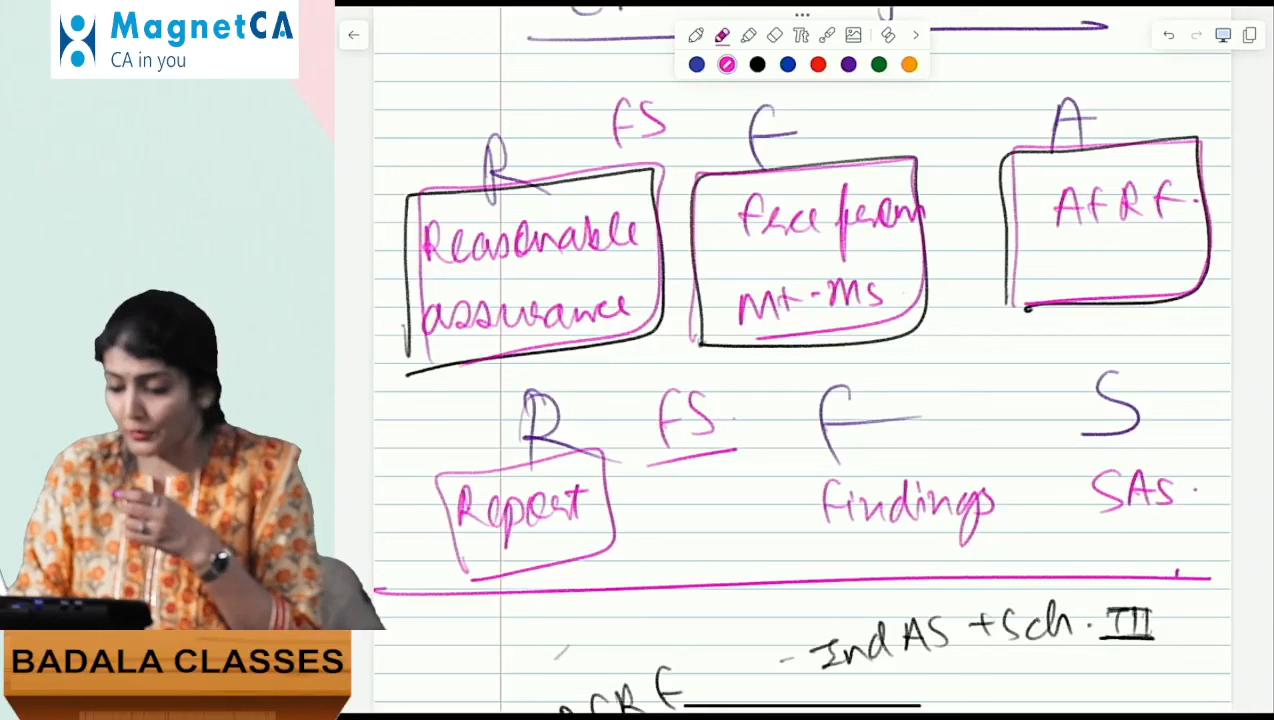 MagnetCA
CA in you
R FS F A
Reasonable
assurance
free from
Mt-Ms
AFRF.
R FS. F S
Report
findings
SAS.
- Ind AS + Sch. III
AFRF
BADALA CLASSES